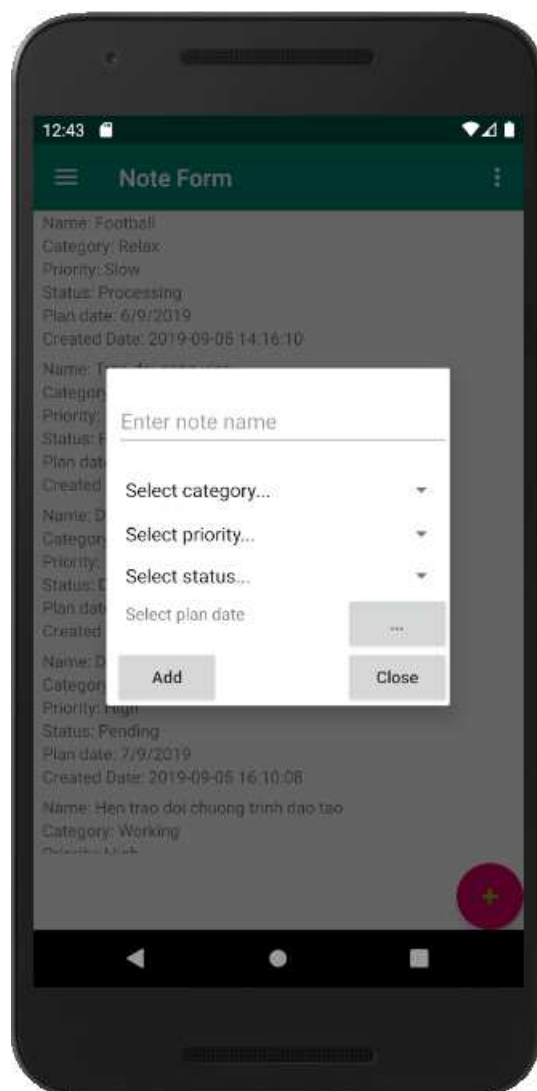 12:43
Note Form
Name: Football
Category: Relax
Priority: Slow
Status: Processing
Plan date: 6/9/2019
Created Date: 2019-09-05 14:16:10
Name:
Category
Priority:
Status:
Plan dat
Created
Enter note name
Select category...
Select priority...
Select status...
Select plan date
...
Add
Close
Name: D
Category
Priority:
Status: D
Plan dat
Created
Name: D
Category
Priority: High
Status: Pending
Plan date: 7/9/2019
Created Date: 2019-09-05 16:10:08
Name: Hen trao doi chuong trinh dao tao
Category: Working
Priority: High
+